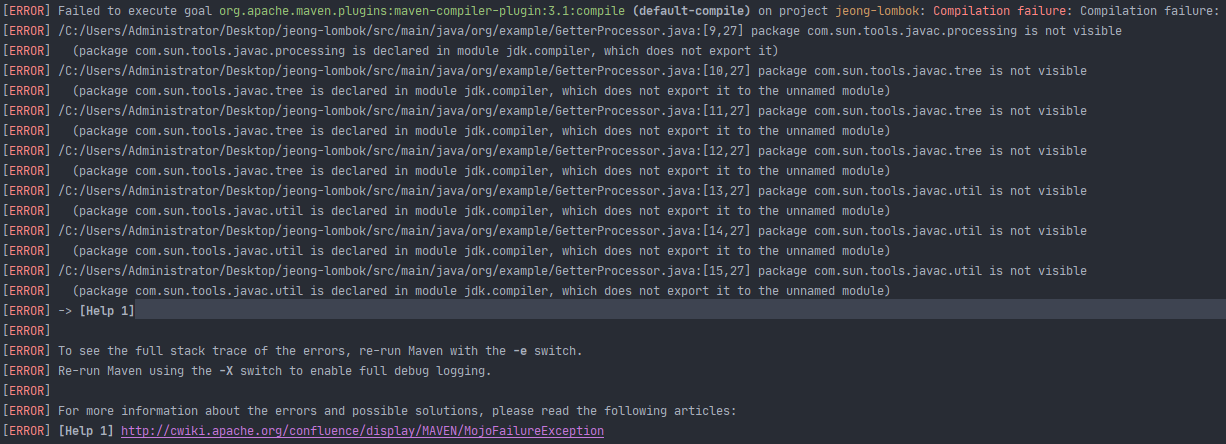 [ERROR] Failed to execute goal org.apache.maven.plugins:maven-compiler-plugin:3.1:compile (default-compile) on project jeong-lombok: Compilation failure: Compilation failure:
[ERROR] /C:/Users/Administrator/Desktop/jeong-lombok/src/main/java/org/example/GetterProcessor.java:[9,27] package com.sun.tools.javac.processing is not visible
[ERROR]   (package com.sun.tools.javac.processing is declared in module jdk.compiler, which does not export it)
[ERROR] /C:/Users/Administrator/Desktop/jeong-lombok/src/main/java/org/example/GetterProcessor.java:[10,27] package com.sun.tools.javac.tree is not visible
[ERROR]   (package com.sun.tools.javac.tree is declared in module jdk.compiler, which does not export it to the unnamed module)
[ERROR] /C:/Users/Administrator/Desktop/jeong-lombok/src/main/java/org/example/GetterProcessor.java:[11,27] package com.sun.tools.javac.tree is not visible
[ERROR]   (package com.sun.tools.javac.tree is declared in module jdk.compiler, which does not export it to the unnamed module)
[ERROR] /C:/Users/Administrator/Desktop/jeong-lombok/src/main/java/org/example/GetterProcessor.java:[12,27] package com.sun.tools.javac.tree is not visible
[ERROR]   (package com.sun.tools.javac.tree is declared in module jdk.compiler, which does not export it to the unnamed module)
[ERROR] /C:/Users/Administrator/Desktop/jeong-lombok/src/main/java/org/example/GetterProcessor.java:[13,27] package com.sun.tools.javac.util is not visible
[ERROR]   (package com.sun.tools.javac.util is declared in module jdk.compiler, which does not export it to the unnamed module)
[ERROR] /C:/Users/Administrator/Desktop/jeong-lombok/src/main/java/org/example/GetterProcessor.java:[14,27] package com.sun.tools.javac.util is not visible
[ERROR]   (package com.sun.tools.javac.util is declared in module jdk.compiler, which does not export it to the unnamed module)
[ERROR] /C:/Users/Administrator/Desktop/jeong-lombok/src/main/java/org/example/GetterProcessor.java:[15,27] package com.sun.tools.javac.util is not visible
[ERROR]   (package com.sun.tools.javac.util is declared in module jdk.compiler, which does not export it to the unnamed module)
[ERROR] -> [Help 1]
[ERROR]
[ERROR] To see the full stack trace of the errors, re-run Maven with the -e switch.
[ERROR] Re-run Maven using the -X switch to enable full debug logging.
[ERROR]
[ERROR] For more information about the errors and possible solutions, please read the following articles:
[ERROR] [Help 1] http://cwiki.apache.org/confluence/display/MAVEN/MojoFailureException